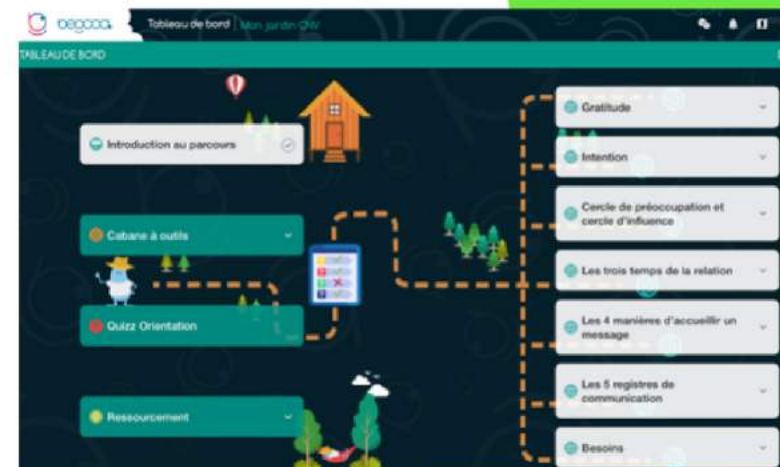 begooa.
Tableau de bord
Mon jardin
TABLEAU DE BORD
Introduction au parcours
Cabane à outils
Quizz Orientation
Ressourcement
Gratitude
Intention
Cercle de préoccupation et
cercle d'influence
Les trois temps de la relation
Les 4 manières d'accueillir un
message
Les 5 registres de
communication
Besoins